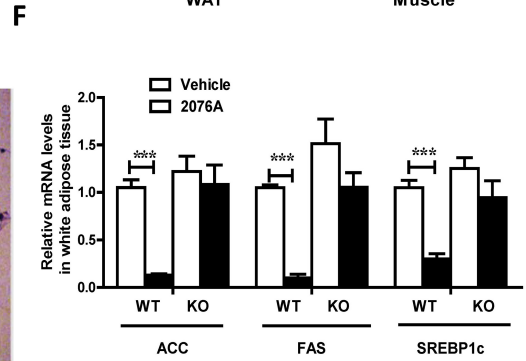 WAT Muscle
F
Vehicle
2076A
Relative mRNA levels
in white adipose tissue
2.0
1.5
1.0
0.5
0.0
*** *** ***
WT KO WT KO WT KO
ACC FAS SREBP1c